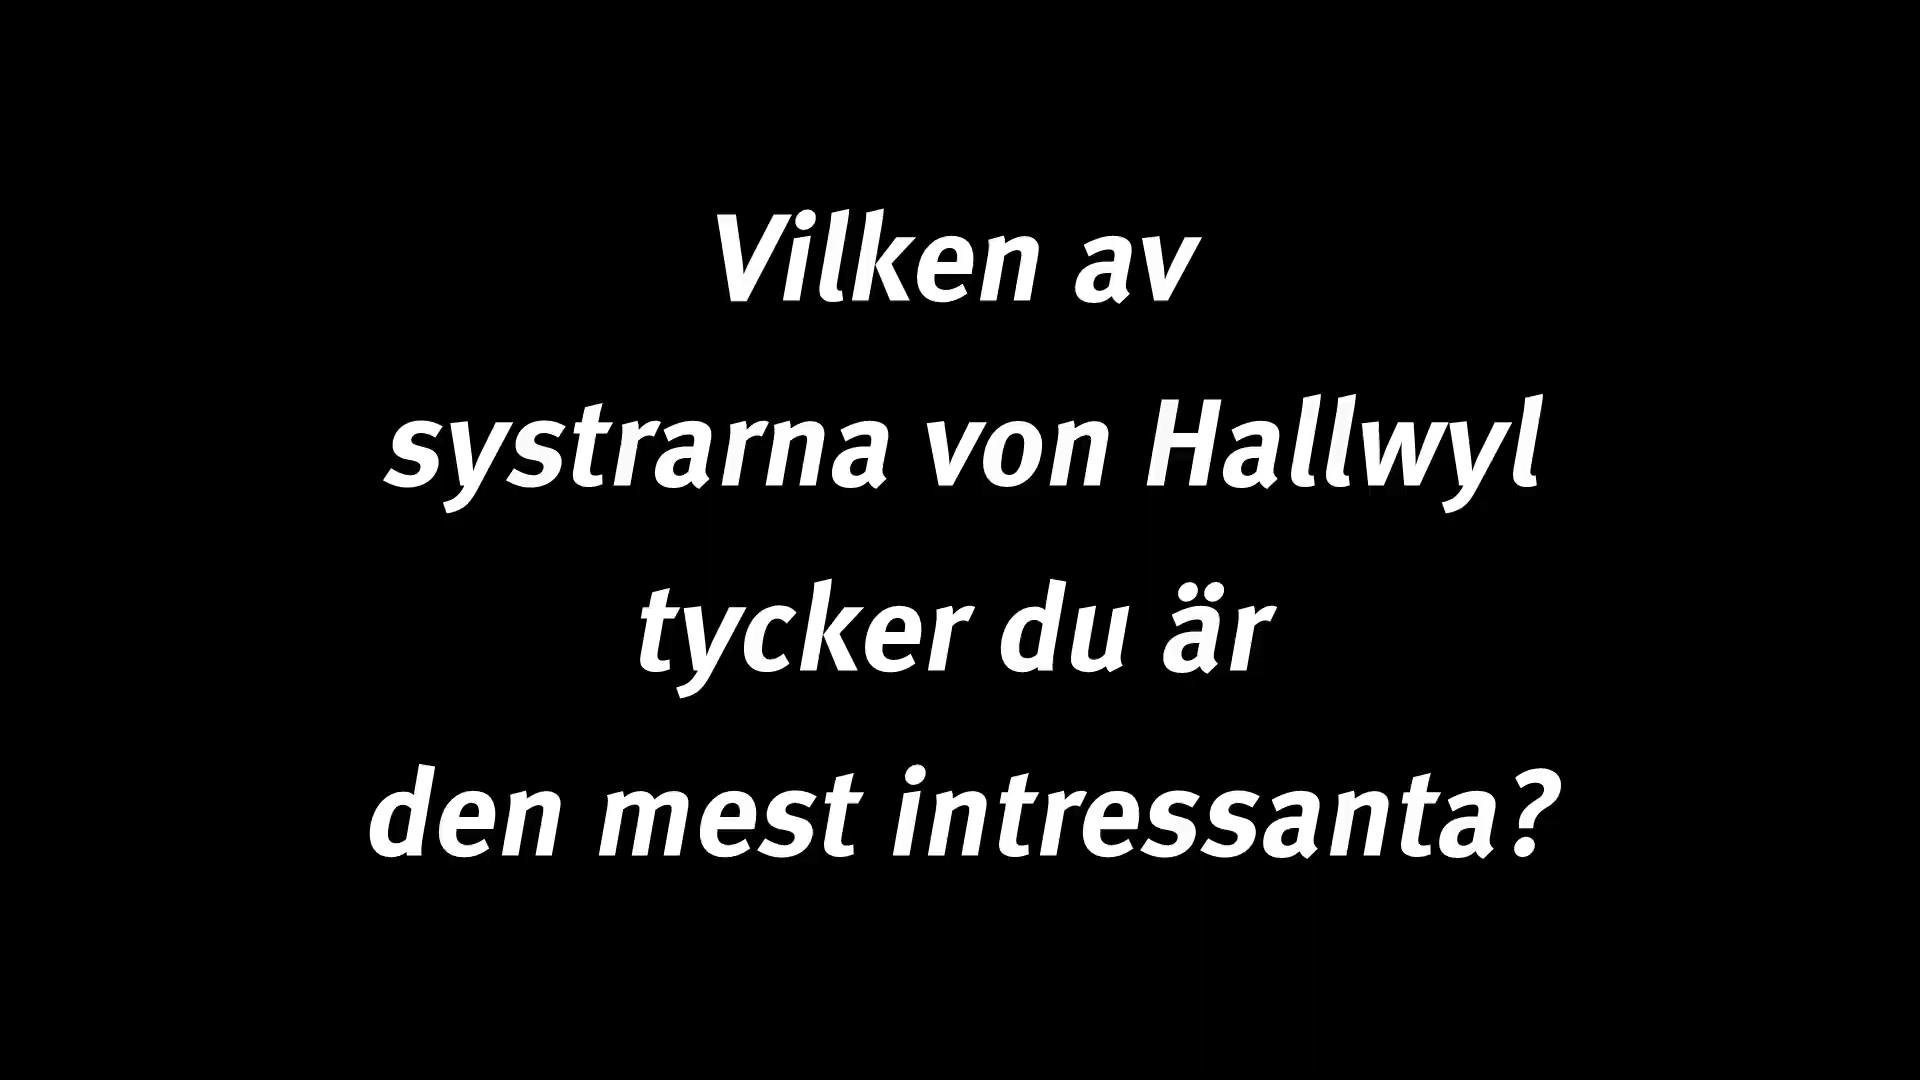 Vilken av
systrarna von Hallwyl
tycker du är
den mest intressanta?